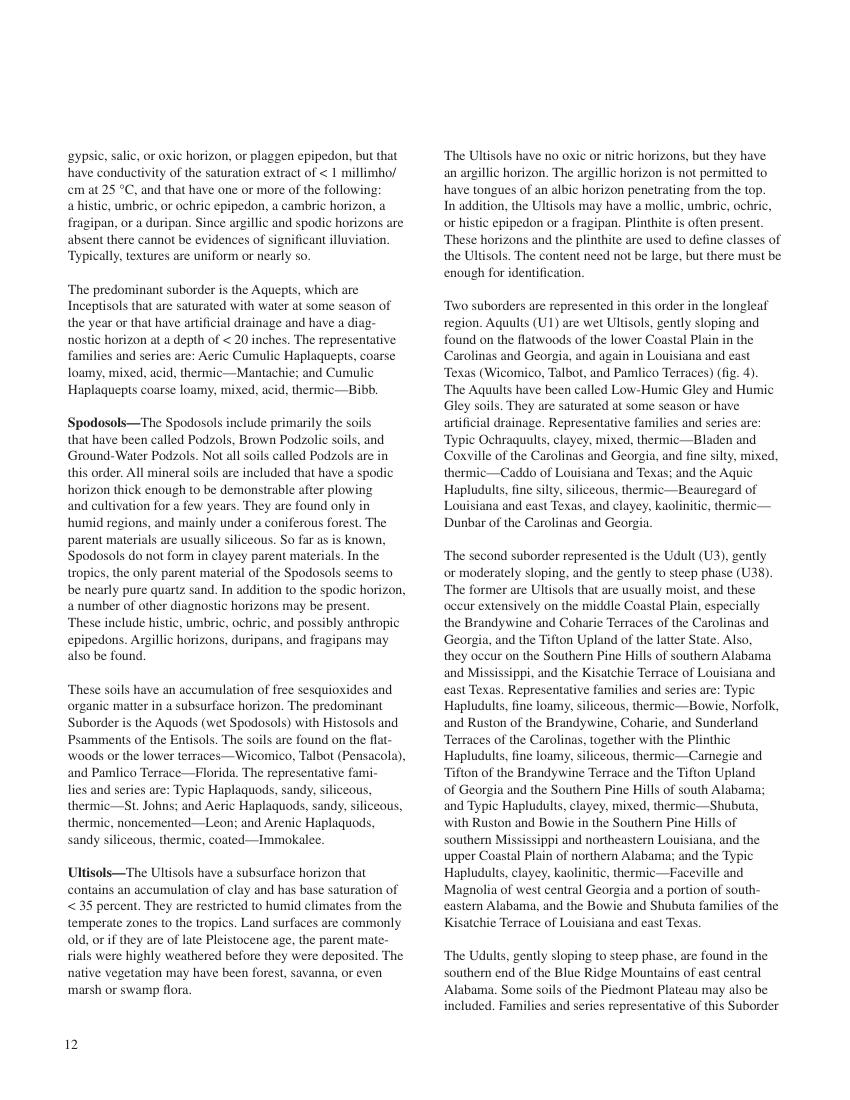 gypsic, salic, or oxic horizon, or plaggen epipedon, but that
have conductivity of the saturation extract of < 1 millimho/
cm at 25 °C, and that have one or more of the following:
a histic, umbric, or ochric epipedon, a cambric horizon, a
fragipan, or a duripan. Since argillic and spodic horizons are
absent there cannot be evidences of significant illuviation.
Typically, textures are uniform or nearly so.

The predominant suborder is the Aquepts, which are
Inceptisols that are saturated with water at some season of
the year or that have artificial drainage and have a diag-
nostic horizon at a depth of < 20 inches. The representative
families and series are: Aeric Cumulic Haplaquepts, coarse
loamy, mixed, acid, thermic—Mantachie; and Cumulic
Haplaquepts coarse loamy, mixed, acid, thermic—Bibb.

Spodosols—The Spodosols include primarily the soils
that have been called Podzols, Brown Podzolic soils, and
Ground-Water Podzols. Not all soils called Podzols are in
this order. All mineral soils are included that have a spodic
horizon thick enough to be demonstrable after plowing
and cultivation for a few years. They are found only in
humid regions, and mainly under a coniferous forest. The
parent materials are usually siliceous. So far as is known,
Spodosols do not form in clayey parent materials. In the
tropics, the only parent material of the Spodosols seems to
be nearly pure quartz sand. In addition to the spodic horizon,
a number of other diagnostic horizons may be present.
These include histic, umbric, ochric, and possibly anthropic
epipedons. Argillic horizons, duripans, and fragipans may
also be found.

These soils have an accumulation of free sesquioxides and
organic matter in a subsurface horizon. The predominant
Suborder is the Aquods (wet Spodosols) with Histosols and
Psamments of the Entisols. The soils are found on the flat-
woods or the lower terraces—Wicomico, Talbot (Pensacola),
and Pamlico Terrace—Florida. The representative fami-
lies and series are: Typic Haplaquods, sandy, siliceous,
thermic—St. Johns; and Aeric Haplaquods, sandy, siliceous,
thermic, noncemented—Leon; and Arenic Haplaquods,
sandy siliceous, thermic, coated—Immokalee.

Ultisols—The Ultisols have a subsurface horizon that
contains an accumulation of clay and has base saturation of
< 35 percent. They are restricted to humid climates from the
temperate zones to the tropics. Land surfaces are commonly
old, or if they are of late Pleistocene age, the parent mate-
rials were highly weathered before they were deposited. The
native vegetation may have been forest, savanna, or even
marsh or swamp flora.

The Ultisols have no oxic or nitric horizons, but they have
an argillic horizon. The argillic horizon is not permitted to
have tongues of an albic horizon penetrating from the top.
In addition, the Ultisols may have a mollic, umbric, ochric,
or histic epipedon or a fragipan. Plinthite is often present.
These horizons and the plinthite are used to define classes of
the Ultisols. The content need not be large, but there must be
enough for identification.

Two suborders are represented in this order in the longleaf
region. Aqults (U1) are wet Ultisols, gently sloping and
found on the flatwoods of the lower Coastal Plain in the
Carolinas and Georgia, and again in Louisiana and east
Texas (Wicomico, Talbot, and Pamlico Terraces) (fig. 4).
The Aqults have been called Low-Humic Gley and Humic
Gley soils. They are saturated at some season or have
artificial drainage. Representative families and series are:
Typic Ochraquults, clayey, mixed, thermic—Bladen and
Coxville of the Carolinas and Georgia, and fine silty, mixed,
thermic—Caddo of Louisiana and Texas; and the Aquic
Hapludults, fine silty, siliceous, thermic—Beauregard of
Louisiana and east Texas, and clayey, kaolinitic, thermic—
Dunbar of the Carolinas and Georgia.

The second suborder represented is the Udult (U3), gently
or moderately sloping, and the gently to steep phase (U38).
The former are Ultisols that are usually moist, and these
occur extensively on the middle Coastal Plain, especially
the Brandywine and Coharie Terraces of the Carolinas and
Georgia, and the Tifton Upland of the latter State. Also,
they occur on the Southern Pine Hills of southern Alabama
and Mississippi, and the Kisatchie Terrace of Louisiana and
east Texas. Representative families and series are: Typic
Hapludults, fine loamy, siliceous, thermic—Bowie, Norfolk,
and Ruston of the Brandywine, Coharie, and Sunderland
Terraces of the Carolinas, together with the Plinthic
Hapludults, fine loamy, siliceous, thermic—Carnegie and
Tifton of the Brandywine Terrace and the Tifton Upland
of Georgia and the Southern Pine Hills of south Alabama;
and Typic Hapludults, clayey, mixed, thermic—Shubuta,
with Ruston and Bowie in the Southern Pine Hills of
southern Mississippi and northeastern Louisiana, and the
upper Coastal Plain of northern Alabama; and the Typic
Hapludults, clayey, kaolinitic, thermic—Faceville and
Magnolia of west central Georgia and a portion of south-
eastern Alabama, and the Bowie and Shubuta families of the
Kisatchie Terrace of Louisiana and east Texas.

The Udults, gently sloping to steep phase, are found in the
southern end of the Blue Ridge Mountains of east central
Alabama. Some soils of the Piedmont Plateau may also be
included. Families and series representative of this Suborder

12